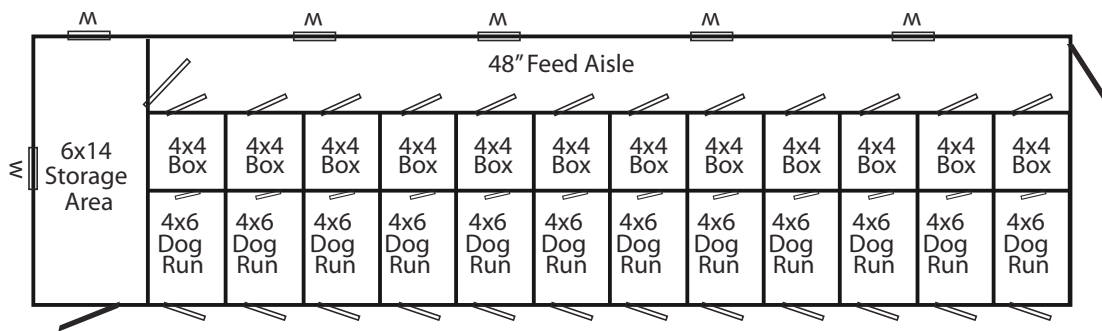 W W W W W
48" Feed Aisle
W
6x14
Storage
Area
4x4 4x4 4x4 4x4 4x4 4x4 4x4 4x4 4x4 4x4 4x4 4x4
Box Box Box Box Box Box Box Box Box Box Box Box
4x6 4x6 4x6 4x6 4x6 4x6 4x6 4x6 4x6 4x6 4x6 4x6
Dog Dog Dog Dog Dog Dog Dog Dog Dog Dog Dog Dog
Run Run Run Run Run Run Run Run Run Run Run Run